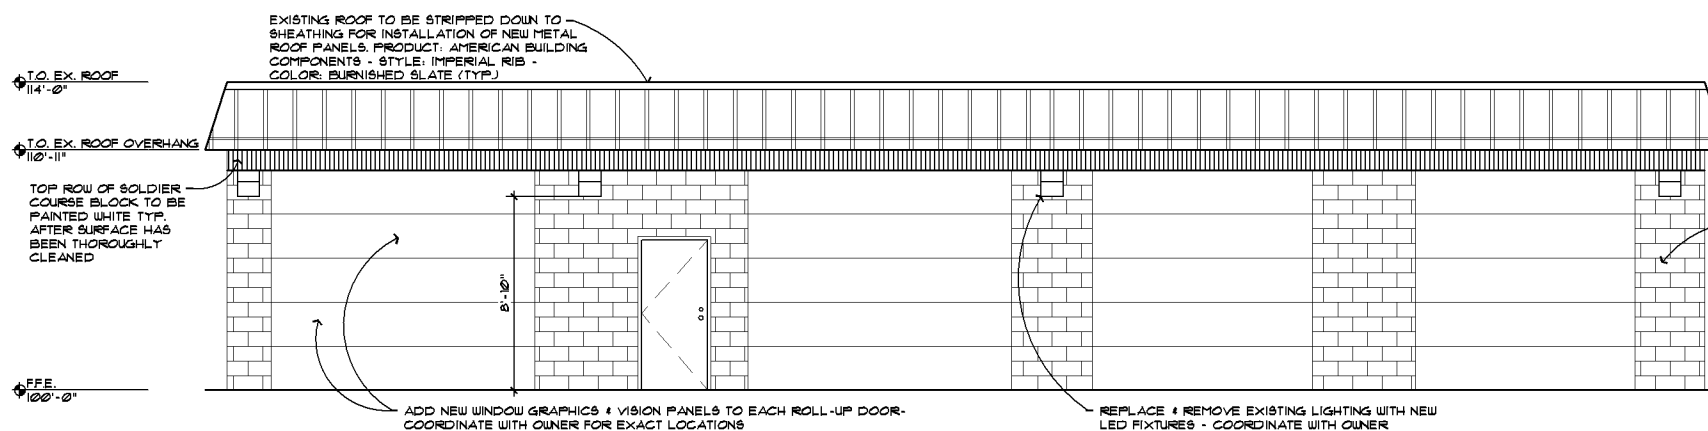 EXISTING ROOF TO BE STRIPPED DOWN TO
SHEATHING FOR INSTALLATION OF NEW METAL
ROOF PANELS. PRODUCT: AMERICAN BUILDING
COMPONENTS - STYLE: IMPERIAL RIB -
COLOR: BURNISHED SLATE (TYP.)
T.O. EX. ROOF
114'-0"
T.O. EX. ROOF OVERHANG
110'-11"
TOP ROW OF SOLDIER
COURSE BLOCK TO BE
PAINTED WHITE TYP.
AFTER SURFACE HAS
BEEN THOROUGHLY
CLEANED
8'-10"
F.F.E.
100'-0"
ADD NEW WINDOW GRAPHICS & VISION PANELS TO EACH ROLL-UP DOOR-
COORDINATE WITH OWNER FOR EXACT LOCATIONS
REPLACE & REMOVE EXISTING LIGHTING WITH NEW
LED FIXTURES - COORDINATE WITH OWNER